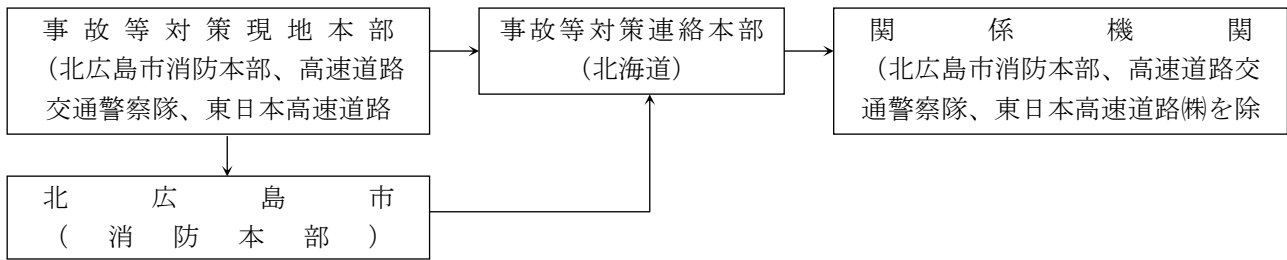 事故等対策現地本部
（北広島市消防本部、高速道路
交通警察隊、東日本高速道路
事故等対策連絡本部
（北海道）
関係機関
（北広島市消防本部、高速道路交
通警察隊、東日本高速道路㈱を除
北広島市
（消防本部）